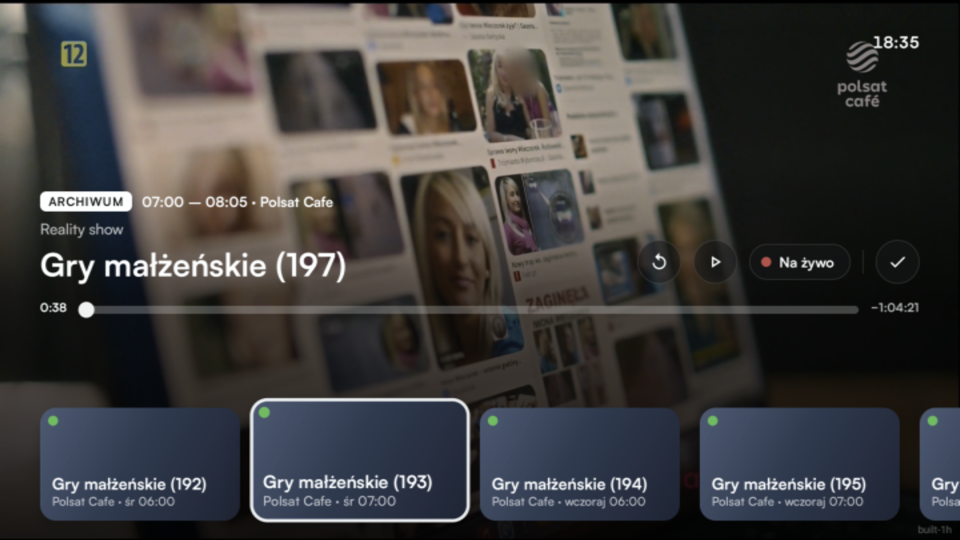 12
18:35
polsat
café
ARCHIWUM 07:00 — 08:05 • Polsat Cafe
Reality show
Gry małżeńskie (197)
Na żywo
0:38
−1:04:21
ZAGINĘŁA
Gry małżeńskie (192)
Polsat Cafe • śr 06:00
Gry małżeńskie (193)
Polsat Cafe • śr 07:00
Gry małżeńskie (194)
Polsat Cafe • wczoraj 06:00
Gry małżeńskie (195)
Polsat Cafe • wczoraj 07:00
Gry
Polsa
built-1h